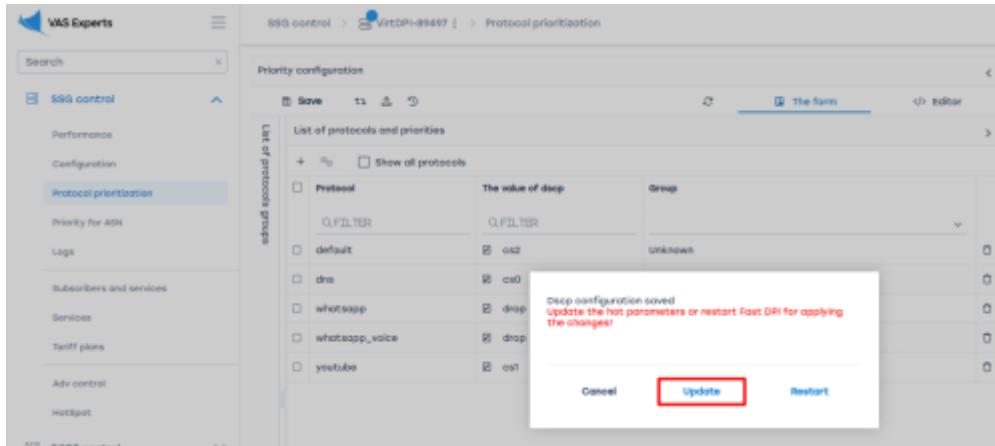 VAS Experts
SSG control > VirtDPI-89497 > Protocol prioritization
Search
SSG control
Performance
Configuration
Protocol prioritization
Priority for ASN
Logs
Subscribers and services
Services
Tariff plans
Adv control
HotSpot
Priority configuration
Save
The form
</> Editor
List of protocols groups
List of protocols and priorities
Show all protocols
Protocol The value of dscp Group
FILTER FILTER
default cs2 Unknown
dns cs0
whatsapp drop
whatsapp_voice drop
youtube cs1
Dscp configuration saved
Update the hot parameters or restart Fast DPI for applying
the changes!
Cancel Update Restart